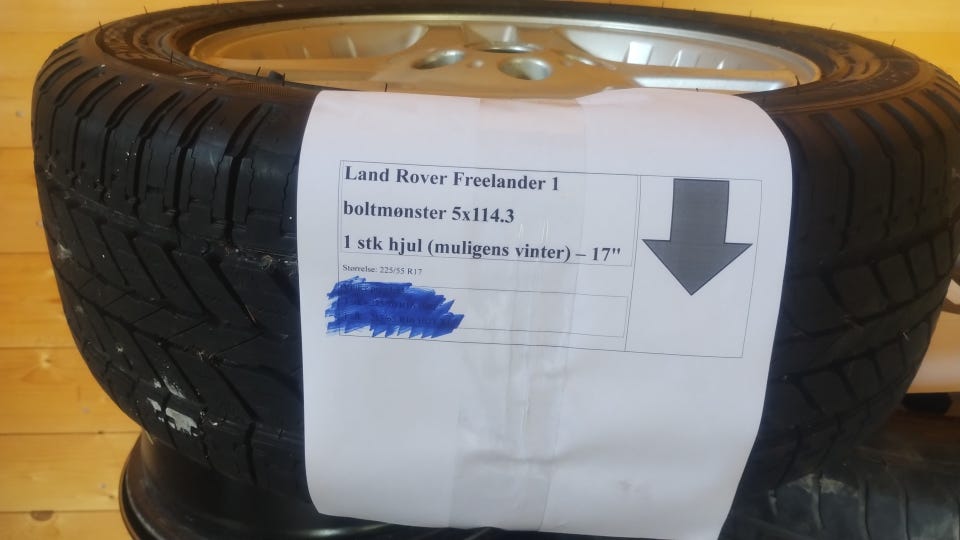 Land Rover Freelander 1
boltmønster 5x114.3
1 stk hjul (muligens vinter) – 17"
Størrelse: 225/55 R17